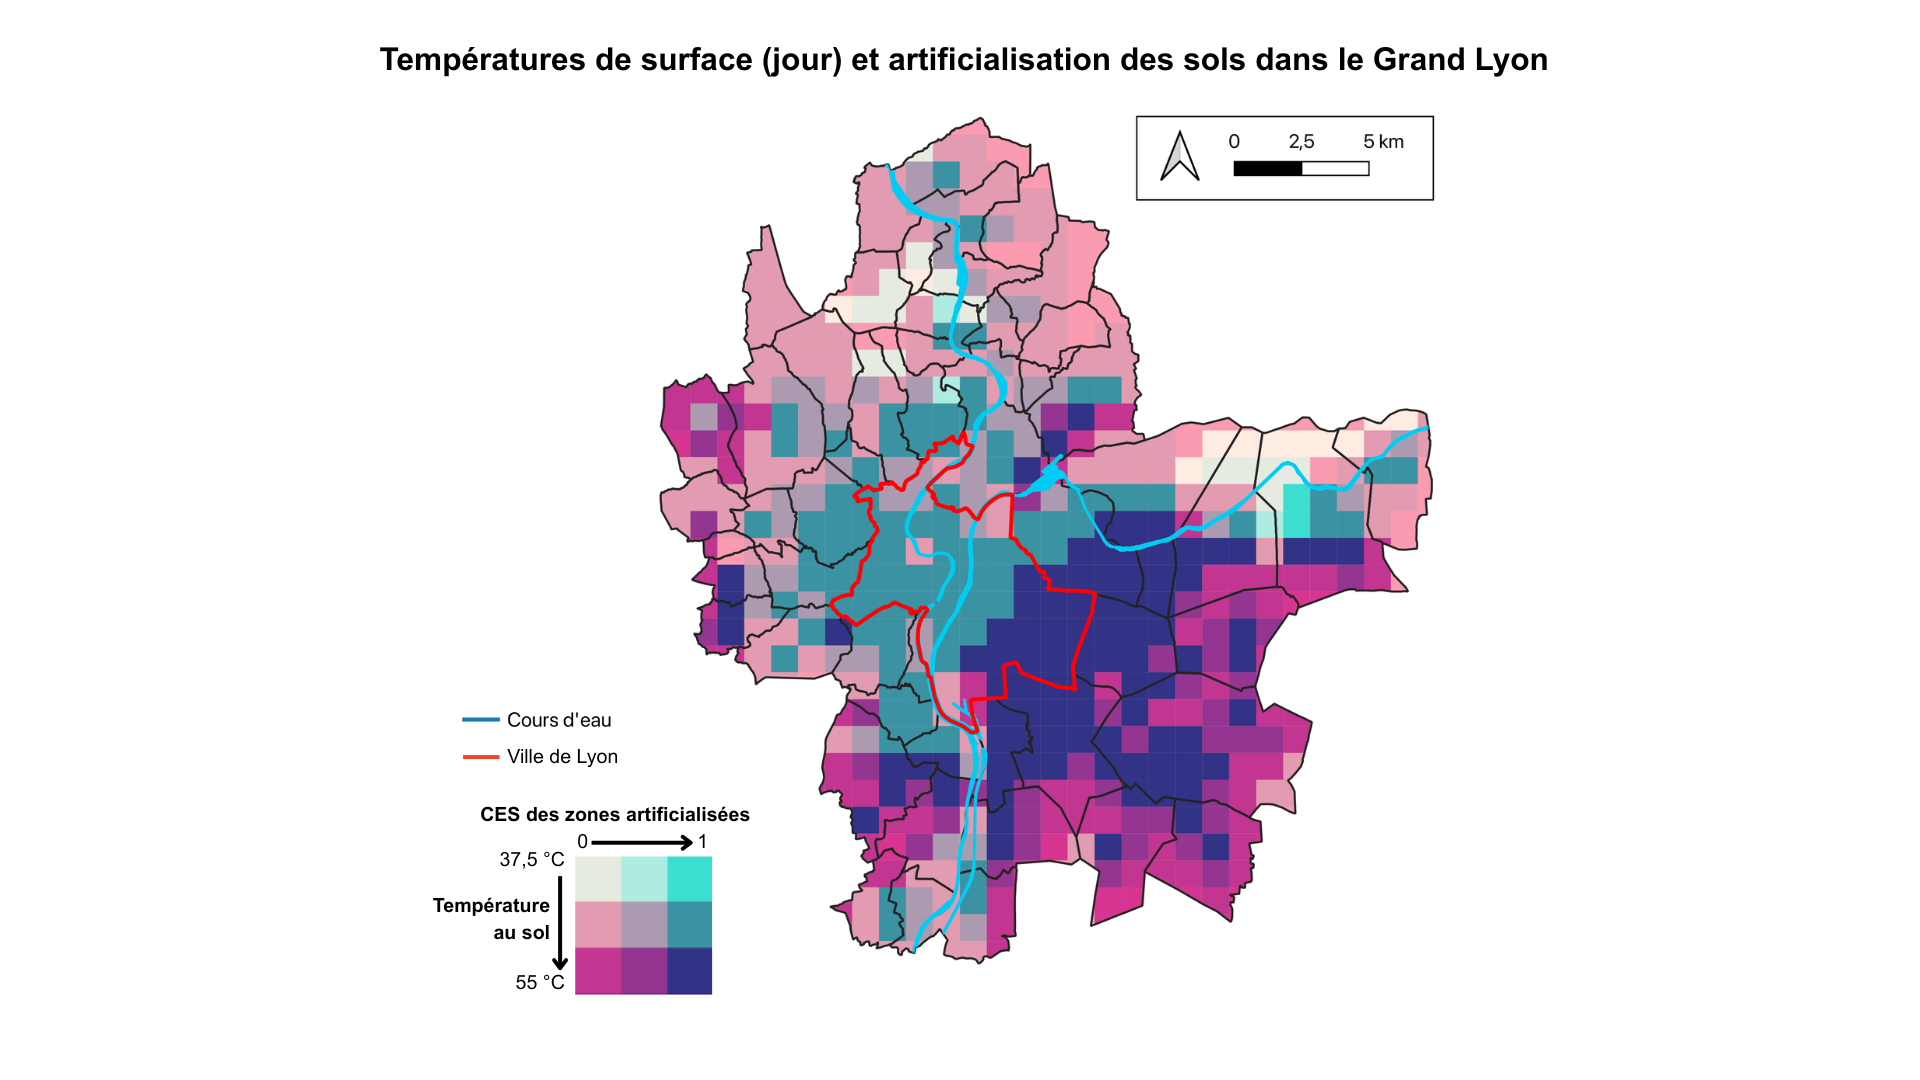 Températures de surface (jour) et artificialisation des sols dans le Grand Lyon
0 2,5 5 km
Cours d'eau
Ville de Lyon
CES des zones artificialisées
0 1
37,5 °C
Température
au sol
55 °C